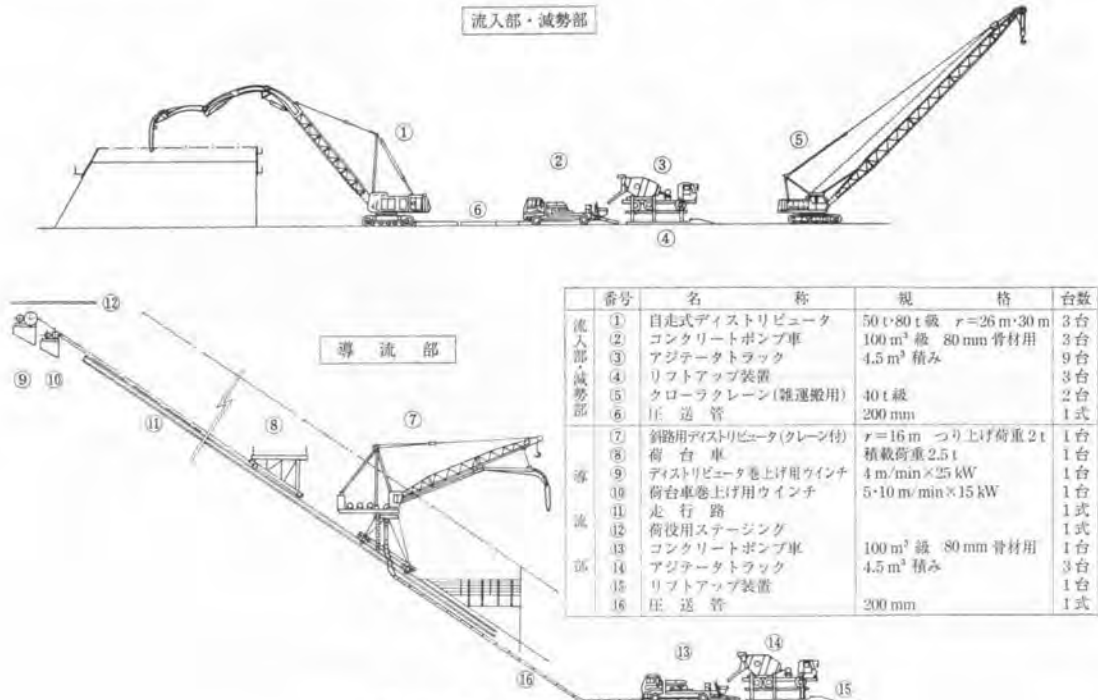 流入部・減勢部
①
②
③
④
⑤
⑥
導流部
⑦
⑧
⑨
⑩
⑪
⑫
⑬
⑭
⑮
⑯
番号 名称 規格 台数
流入部・減勢部
① 自走式ディストリビュータ 50t・80t級 r=26m・30m 3台
② コンクリートポンプ車 100m³級 80mm骨材用 3台
③ アジテータトラック 4.5m³積み 9台
④ リフトアップ装置 3台
⑤ クローラクレーン(雑運搬用) 40t級 2台
⑥ 圧送管 200mm 1式
導流部
⑦ 斜路用ディストリビュータ(クレーン付) r=16m つり上げ荷重2t 1台
⑧ 荷台車 積載荷重2.5t 1台
⑨ ディストリビュータ巻上げ用ウインチ 4m/min×25kW 1台
⑩ 荷台車巻上げ用ウインチ 5・10m/min×15kW 1台
⑪ 走行路 1式
⑫ 荷役用ステージング 1式
⑬ コンクリートポンプ車 100m³級 80mm骨材用 1台
⑭ アジテータトラック 4.5m³積み 3台
⑮ リフトアップ装置 1台
⑯ 圧送管 200mm 1式